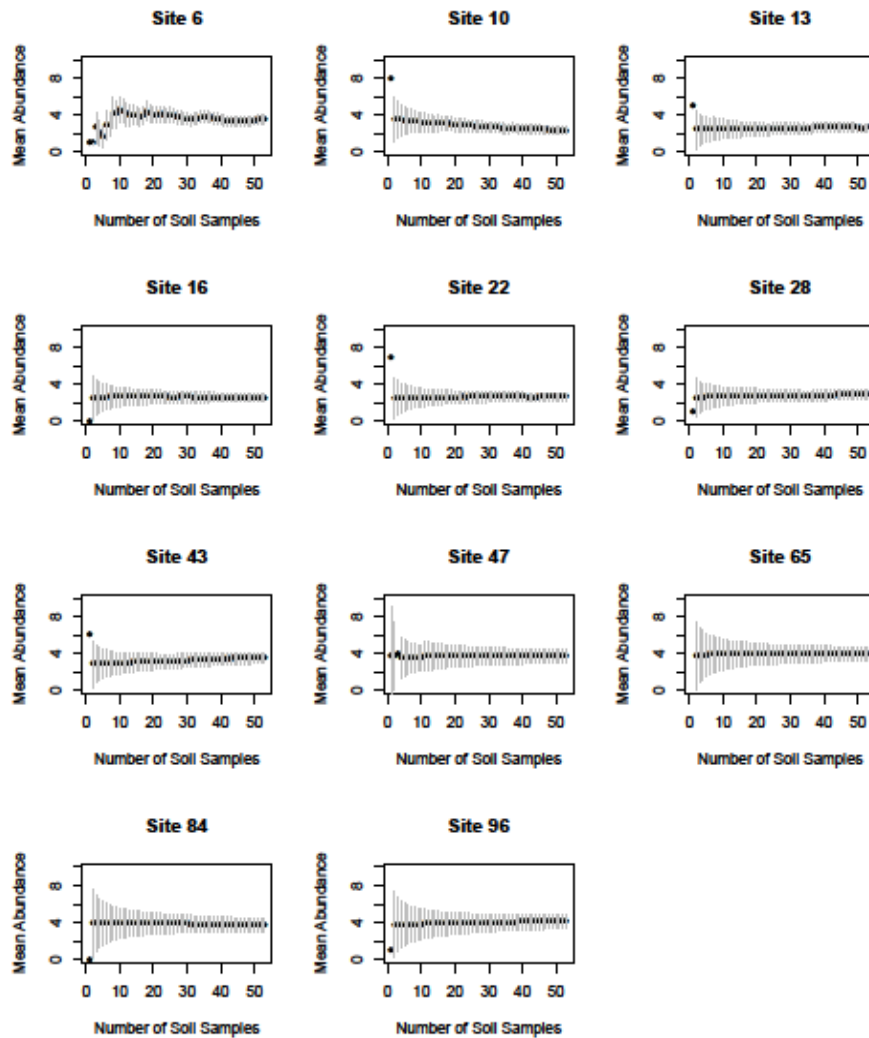 Site 6 Site 10 Site 13
Mean Abundance 0 4 8 Mean Abundance 0 4 8 Mean Abundance 0 4 8
0 10 20 30 40 50 0 10 20 30 40 50 0 10 20 30 40 50
Number of Soil Samples Number of Soil Samples Number of Soil Samples
Site 16 Site 22 Site 28
Mean Abundance 0 4 8 Mean Abundance 0 4 8 Mean Abundance 0 4 8
0 10 20 30 40 50 0 10 20 30 40 50 0 10 20 30 40 50
Number of Soil Samples Number of Soil Samples Number of Soil Samples
Site 43 Site 47 Site 65
Mean Abundance 0 4 8 Mean Abundance 0 4 8 Mean Abundance 0 4 8
0 10 20 30 40 50 0 10 20 30 40 50 0 10 20 30 40 50
Number of Soil Samples Number of Soil Samples Number of Soil Samples
Site 84 Site 96
Mean Abundance 0 4 8 Mean Abundance 0 4 8
0 10 20 30 40 50 0 10 20 30 40 50
Number of Soil Samples Number of Soil Samples